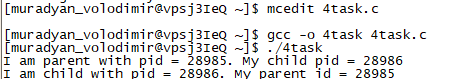 [muradyan_volodimir@vpsj3IeQ ~]$ mcedit 4task.c
[muradyan_volodimir@vpsj3IeQ ~]$ gcc -o 4task 4task.c
[muradyan_volodimir@vpsj3IeQ ~]$ ./4task
I am parent with pid = 28985. My child pid = 28986
I am child with pid = 28986. My parent id = 28985